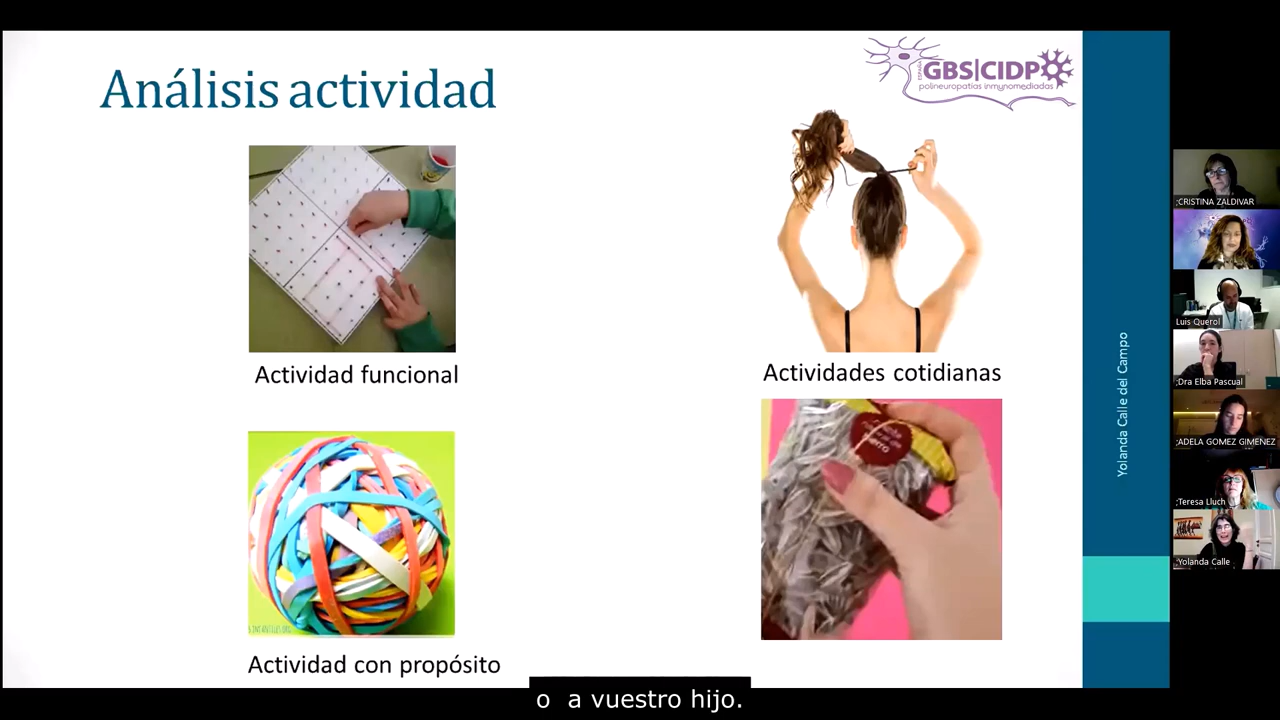 Análisis actividad
ESPAÑA
GBS|CIDP
polineuropatías inmunomediadas
Actividad funcional
Actividades cotidianas
Actividad con propósito
Yolanda Calle del Campo
;CRISTINA ZALDIVAR
Luis Querol
;Dra Elba Pascual
;ADELA GOMEZ GIMENEZ
;Teresa Lluch
;Yolanda Calle
o a vuestro hijo.